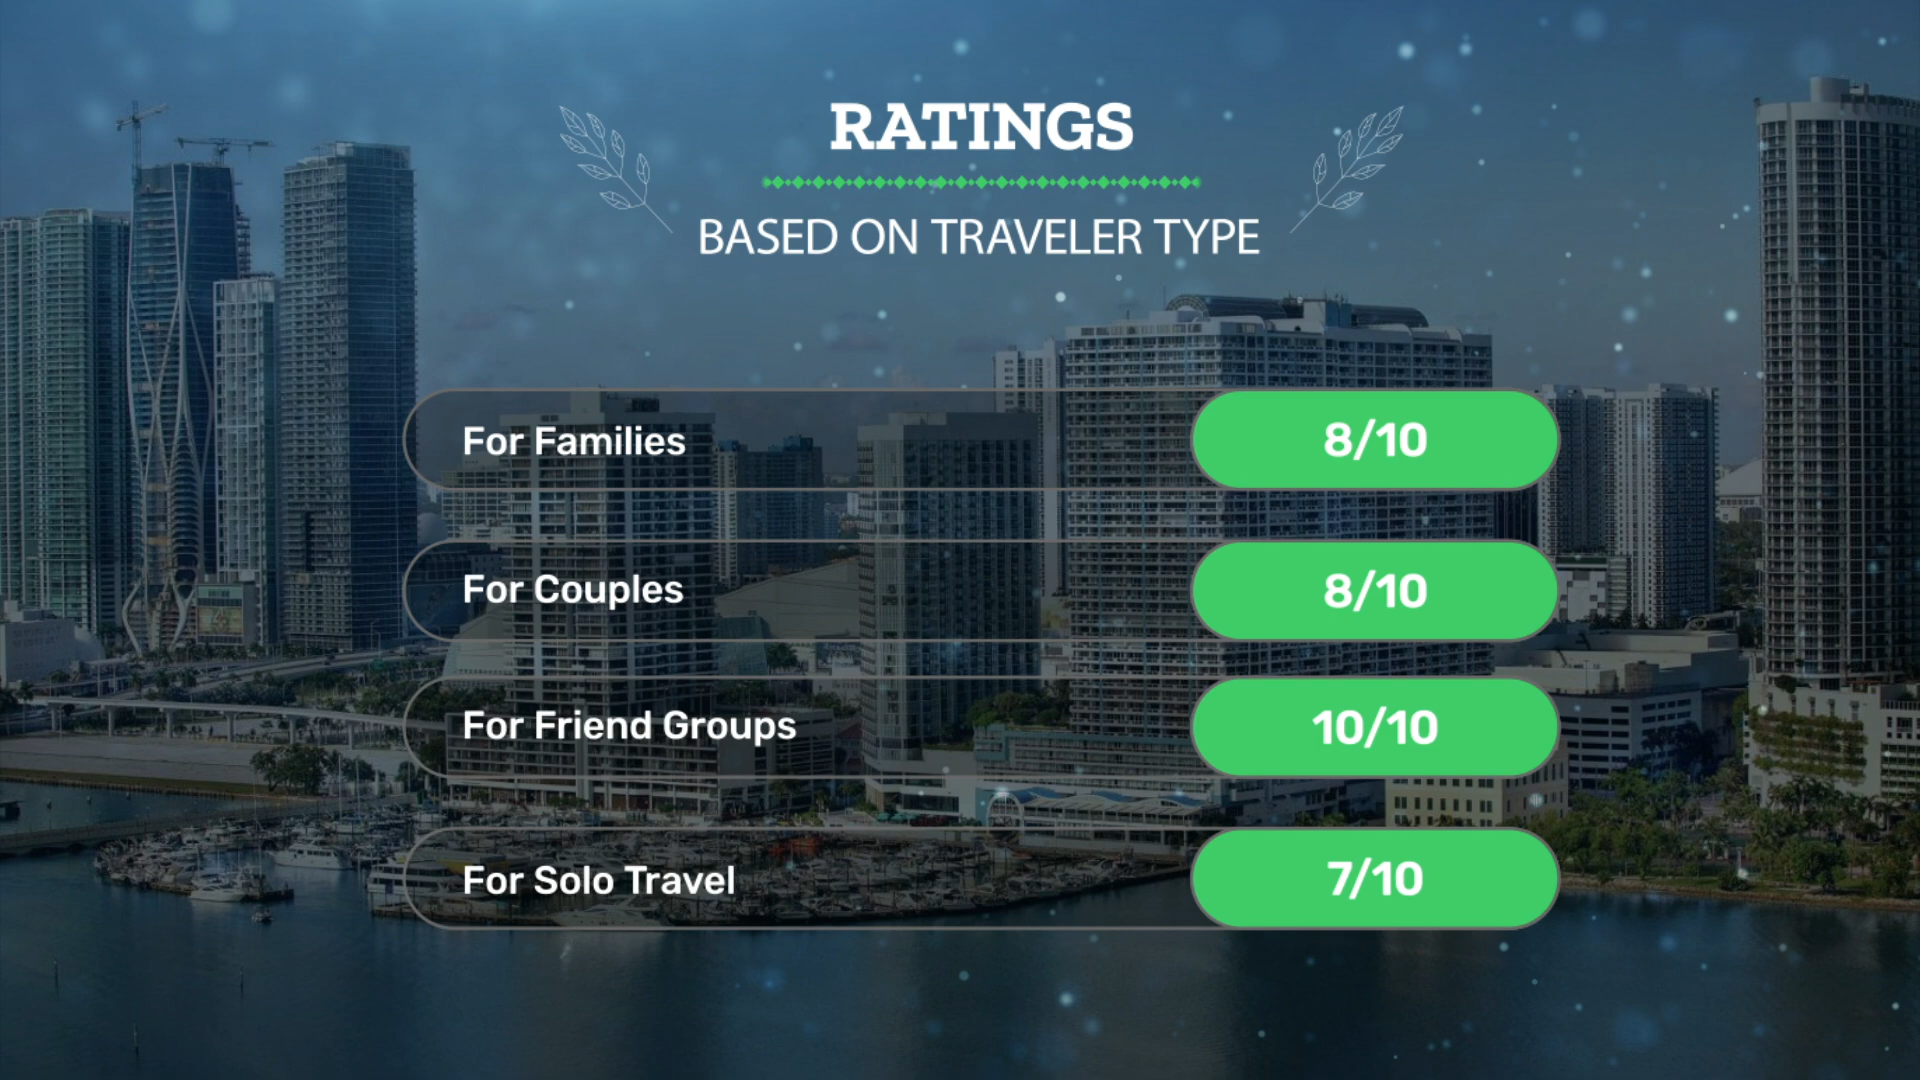 RATINGS
BASED ON TRAVELER TYPE
For Families 8/10
For Couples 8/10
For Friend Groups 10/10
For Solo Travel 7/10